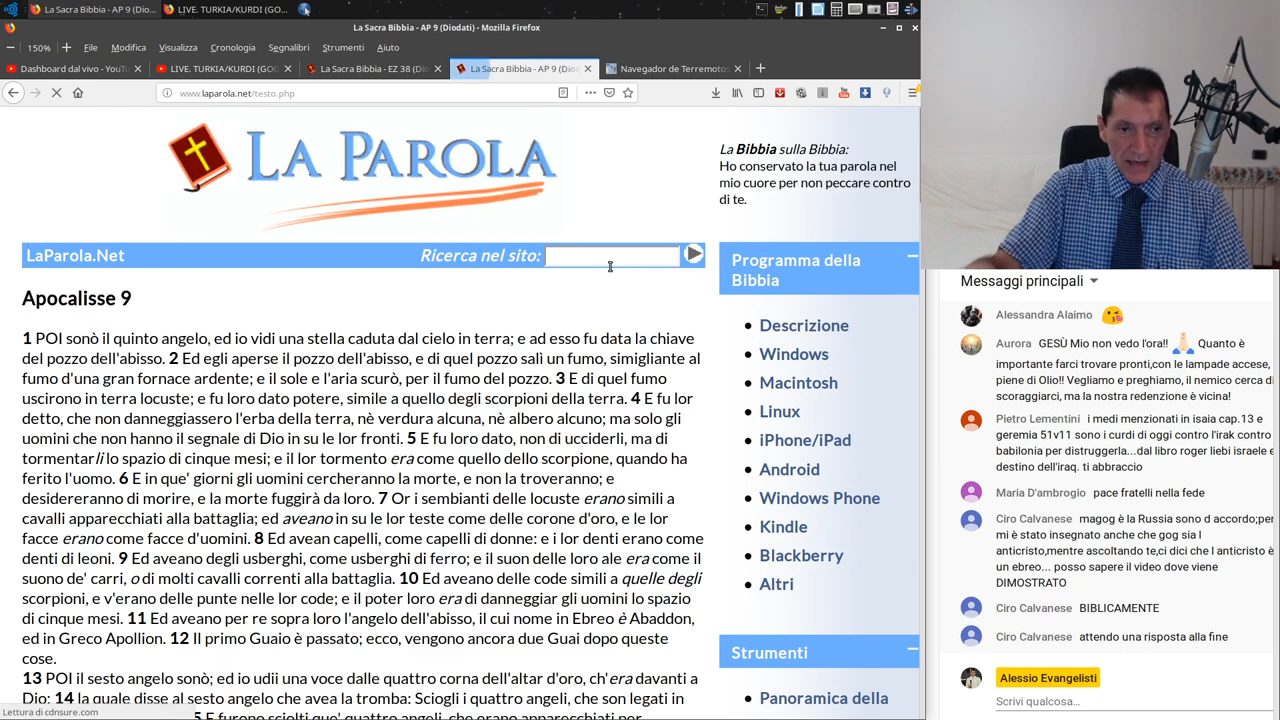 La Sacra Bibbia - AP 9 (Dio...
LIVE. TURKIA/KURDI (GO...
La Sacra Bibbia - AP 9 (Diodati) - Mozilla Firefox
150%
File
Modifica
Visualizza
Cronologia
Segnalibri
Strumenti
Aiuto
Dashboard dal vivo - YouTu
LIVE. TURKIA/KURDI (GOG
La Sacra Bibbia - EZ 38 (Dio
La Sacra Bibbia - AP 9 (Dio
Navegador de Terremotos
www.laparola.net/testo.php
LA PAROLA
La Bibbia sulla Bibbia:
Ho conservato la tua parola nel
mio cuore per non peccare contro
di te.
LaParola.Net
Ricerca nel sito:
Apocalisse 9
1 POI sonò il quinto angelo, ed io vidi una stella caduta dal cielo in terra; e ad esso fu data la chiave
del pozzo dell'abisso. 2 Ed egli aperse il pozzo dell'abisso, e di quel pozzo salì un fumo, simigliante al
fumo d'una gran fornace ardente; e il sole e l'aria scurò, per il fumo del pozzo. 3 E di quel fumo
uscirono in terra locuste; e fu loro dato potere, simile a quello degli scorpioni della terra. 4 E fu lor
detto, che non danneggiassero l'erba della terra, nè verdura alcuna, nè albero alcuno; ma solo gli
uomini che non hanno il segnale di Dio in su le lor fronti. 5 E fu loro dato, non di ucciderli, ma di
tormentarli lo spazio di cinque mesi; e il lor tormento era come quello dello scorpione, quando ha
ferito l'uomo. 6 E in que' giorni gli uomini cercheranno la morte, e non la troveranno; e
desidereranno di morire, e la morte fuggirà da loro. 7 Or i sembianti delle locuste erano simili a
cavalli apparecchiati alla battaglia; ed aveano in su le lor teste come delle corone d'oro, e le lor
facce erano come facce d'uomini. 8 Ed avean capelli, come capelli di donne: e i lor denti erano come
denti di leoni. 9 Ed aveano degli usberghi, come usberghi di ferro; e il suon delle loro ale era come il
suono de' carri, o di molti cavalli correnti alla battaglia. 10 Ed aveano delle code simili a quelle degli
scorpioni, e v'erano delle punte nelle lor code; e il poter loro era di danneggiar gli uomini lo spazio
di cinque mesi. 11 Ed aveano per re sopra loro l'angelo dell'abisso, il cui nome in Ebreo è Abaddon,
ed in Greco Apollion. 12 Il primo Guaio è passato; ecco, vengono ancora due Guai dopo queste
cose.
13 POI il sesto angelo sonò; ed io udii una voce dalle quattro corna dell'altar d'oro, ch'era davanti a
Dio; 14 la quale disse al sesto angelo che avea la tromba: Sciogli i quattro angeli, che son legati in
5 E furono sciolti que' quattro angeli, che erano apparecchiati per
Lettura di cdnsure.com
Programma della
Bibbia
Descrizione
Windows
Macintosh
Linux
iPhone/iPad
Android
Windows Phone
Kindle
Blackberry
Altri
Strumenti
Panoramica della
Messaggi principali
Alessandra Alaimo
Aurora GESÙ Mio non vedo l'ora!! Quanto è
importante farci trovare pronti,con le lampade accese,
piene di Olio!! Vegliamo e preghiamo, il nemico cerca di
scoraggiarci, ma la nostra redenzione è vicina!
Pietro Lementini i medi menzionati in isaia cap.13 e
geremia 51v11 sono i curdi di oggi contro l'irak contro
babilonia per distruggerla...dal libro roger liebi israele e il
destino dell'iraq. ti abbraccio
Maria D'ambrogio pace fratelli nella fede
Ciro Calvanese magog è la Russia sono d accordo;però
mi è stato insegnato anche che gog sia l
anticristo,mentre ascoltando te,ci dici che l anticristo è
un ebreo... posso sapere il video dove viene
DIMOSTRATO
Ciro Calvanese BIBLICAMENTE
Ciro Calvanese attendo una risposta alla fine
Alessio Evangelisti
Scrivi qualcosa...